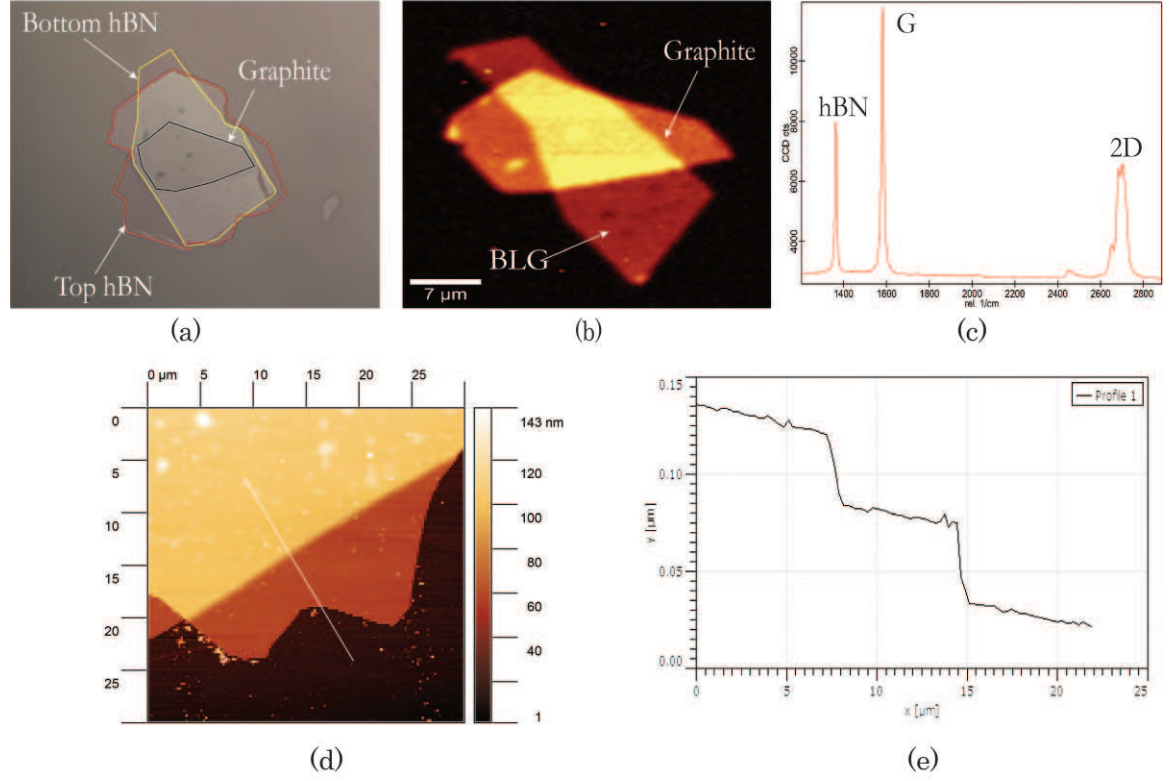 Bottom hBN
Graphite
Top hBN
(a)
Graphite
BLG
7 µm
(b)
G
hBN
2D
10000
8000
6000
4000
CCD cts
1400 1600 1800 2000 2200 2400 2600 2800
rel. 1/cm
(c)
0 µm 5 10 15 20 25
0
5
10
15
20
25
143 nm
120
100
80
60
40
1
(d)
0.15
0.10
0.05
0.00
y [µm]
Profile 1
0 5 10 15 20 25
x [µm]
(e)